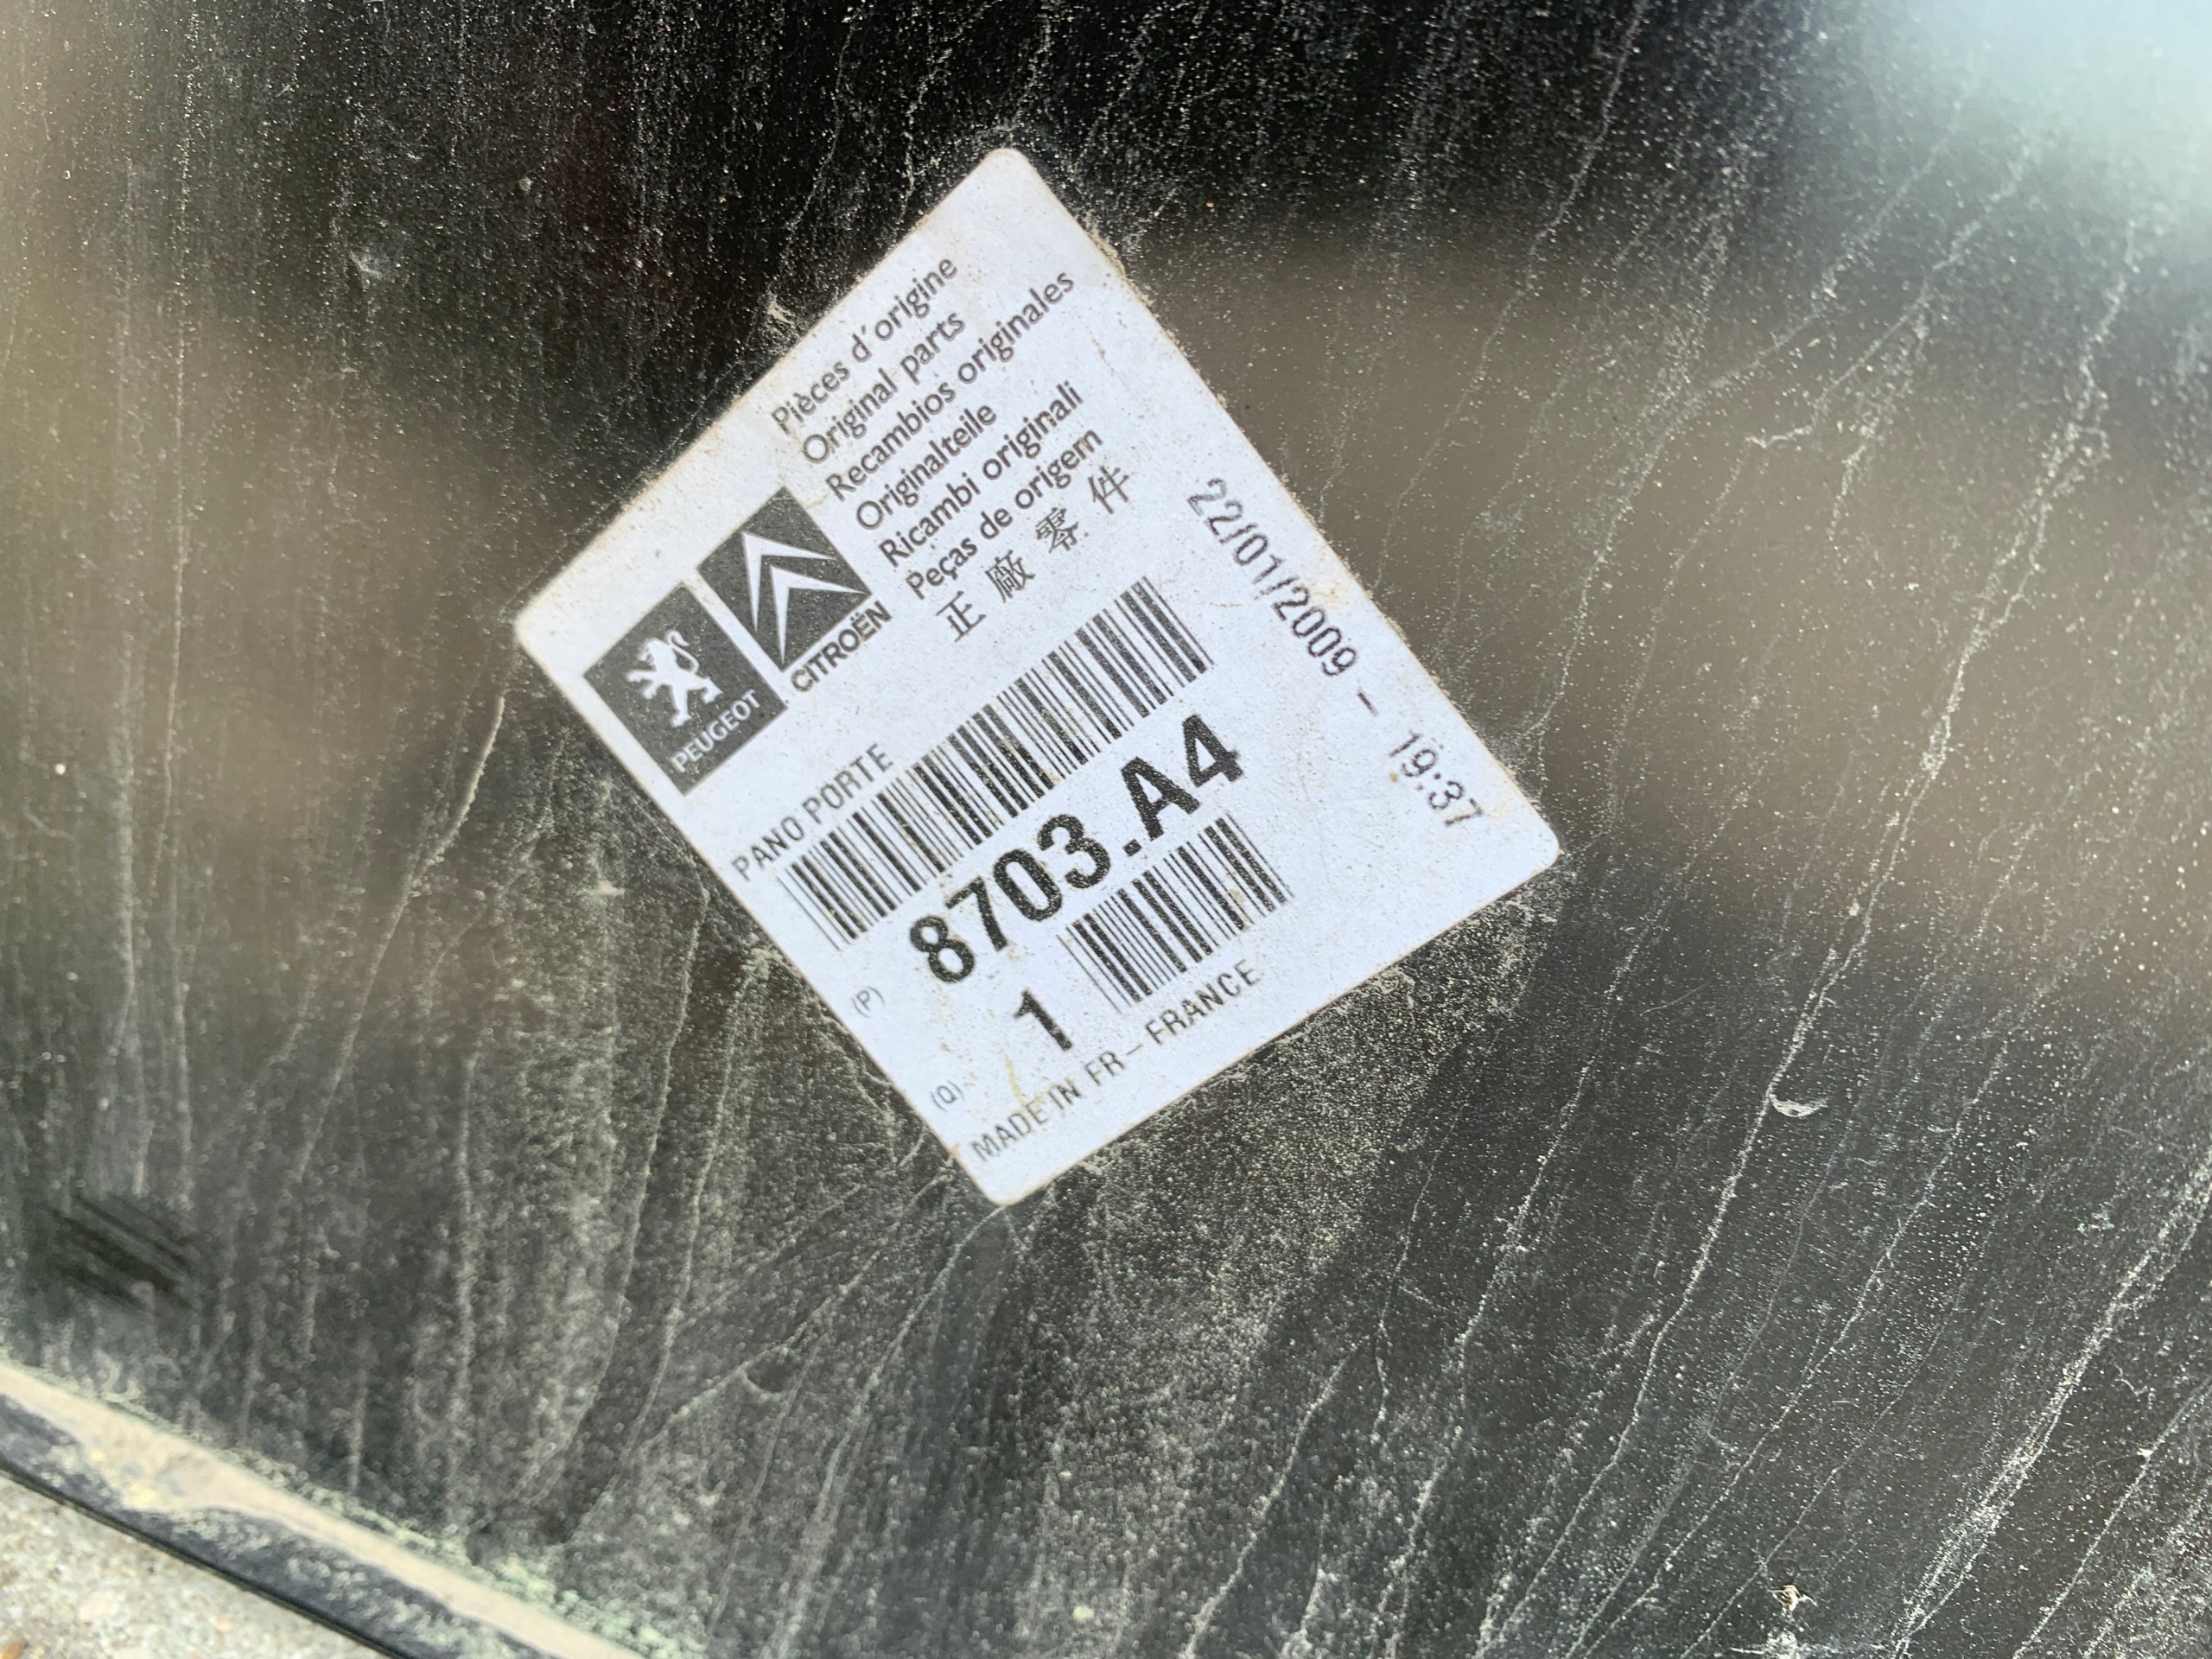 Pièces d'origine
Original parts
Recambios originales
Originalteile
Ricambi originali
Peças de origem
正廠零件
PEUGEOT
CITROËN
22/01/2009 - 19:37
PANO PORTE
(P) 8703.A4
(Q) 1
MADE IN FR - FRANCE